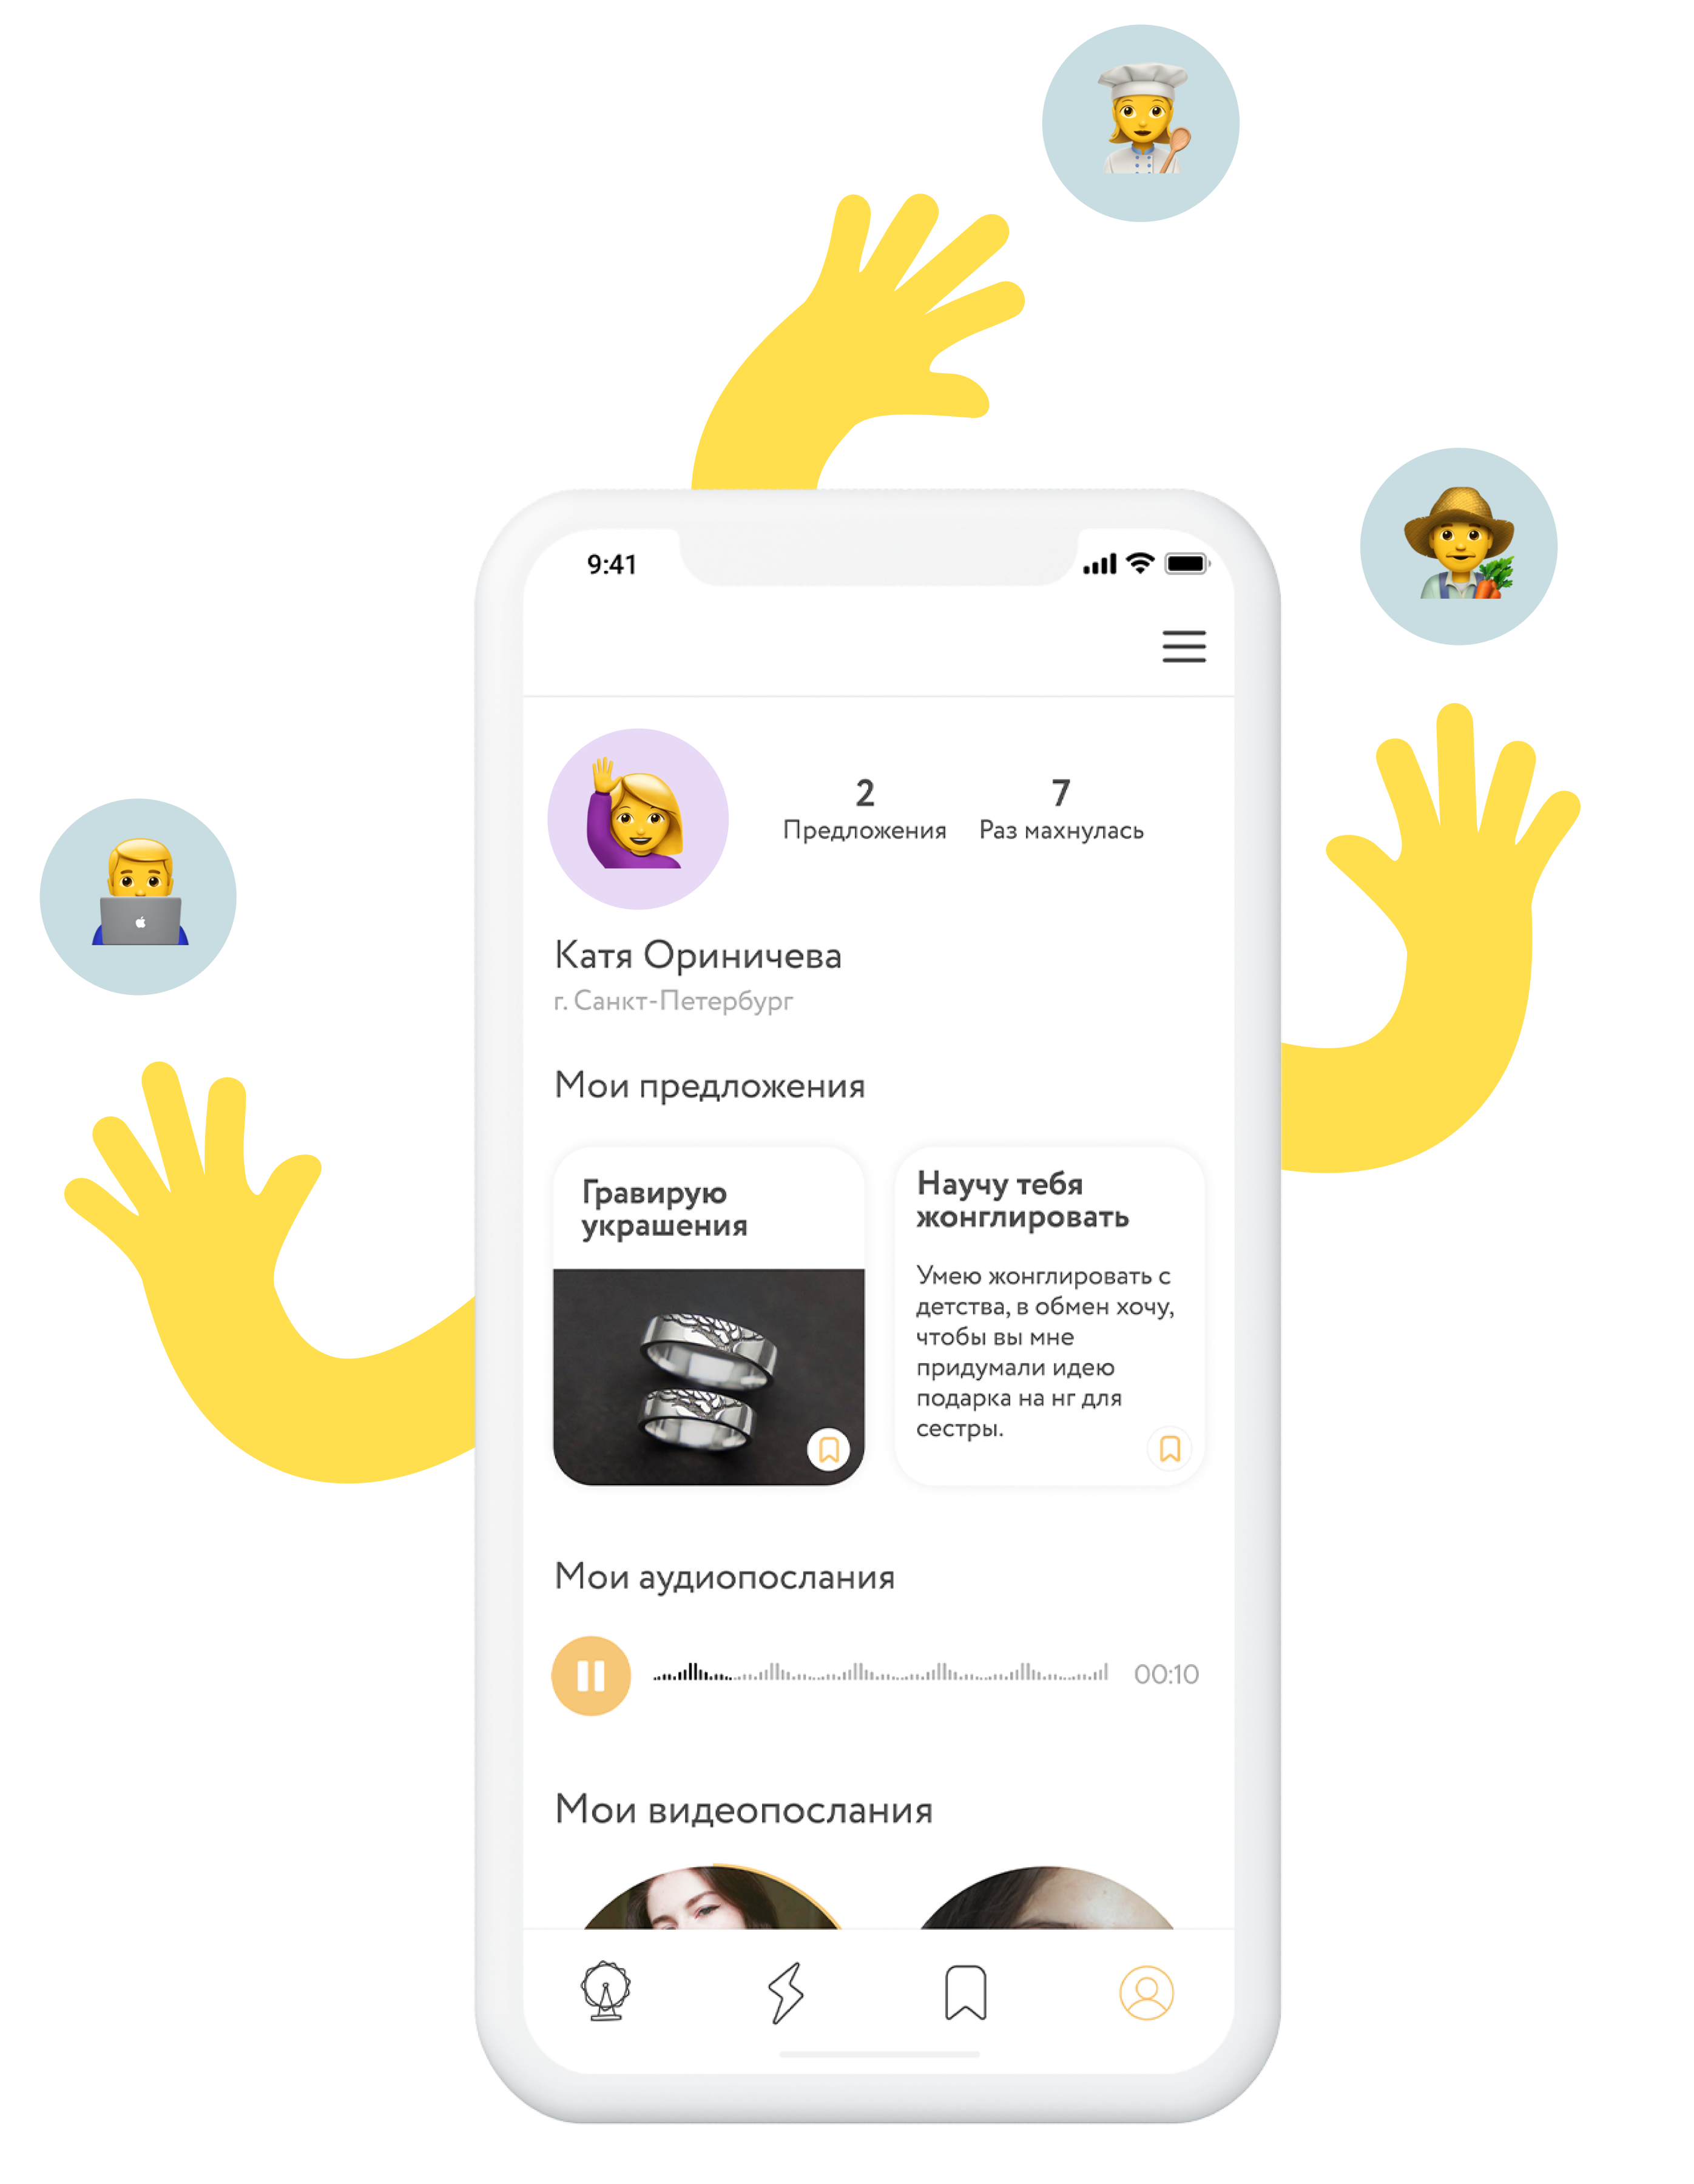 9:41
2
Предложения
7
Раз махнулась
Катя Ориничева
г. Санкт-Петербург
Мои предложения
Гравирую
украшения
Научу тебя
жонглировать
Умею жонглировать с
детства, в обмен хочу,
чтобы вы мне
придумали идею
подарка на нг для
сестры.
Мои аудиопослания
00:10
Мои видеопослания